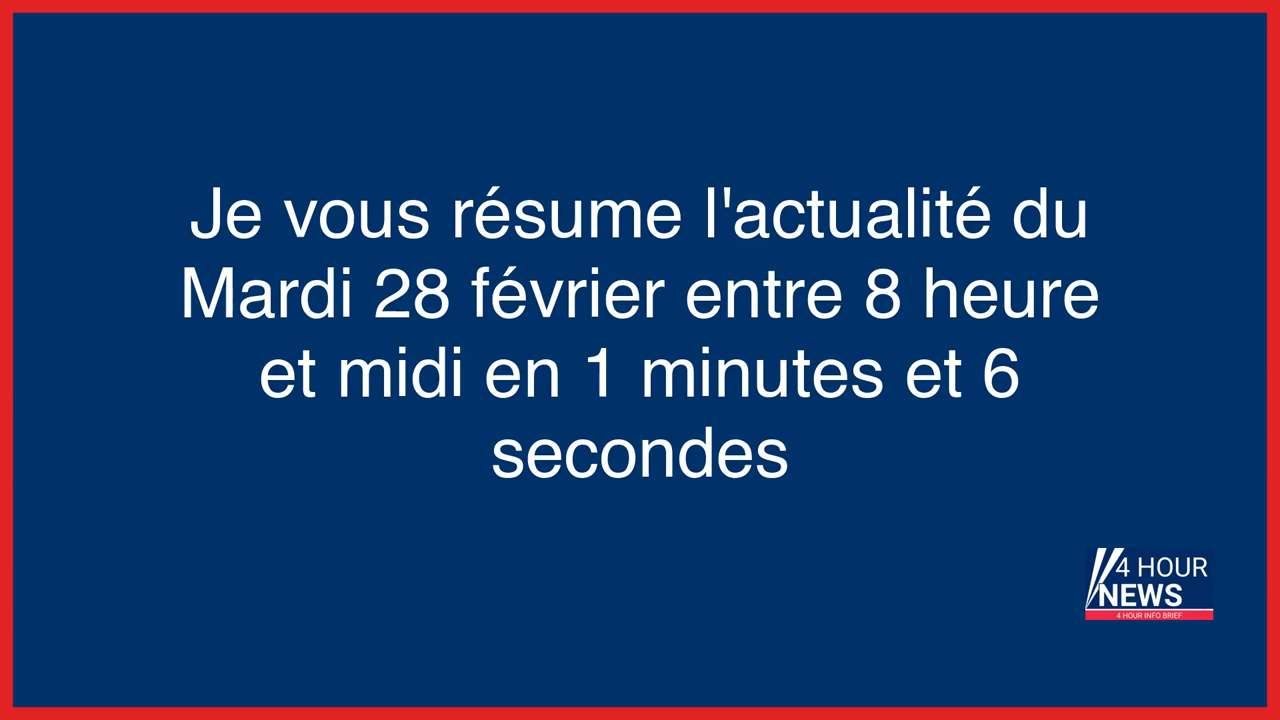 Je vous résume l'actualité du
Mardi 28 février entre 8 heure
et midi en 1 minutes et 6
secondes
4 HOUR
NEWS
4 HOUR INFO BRIEF